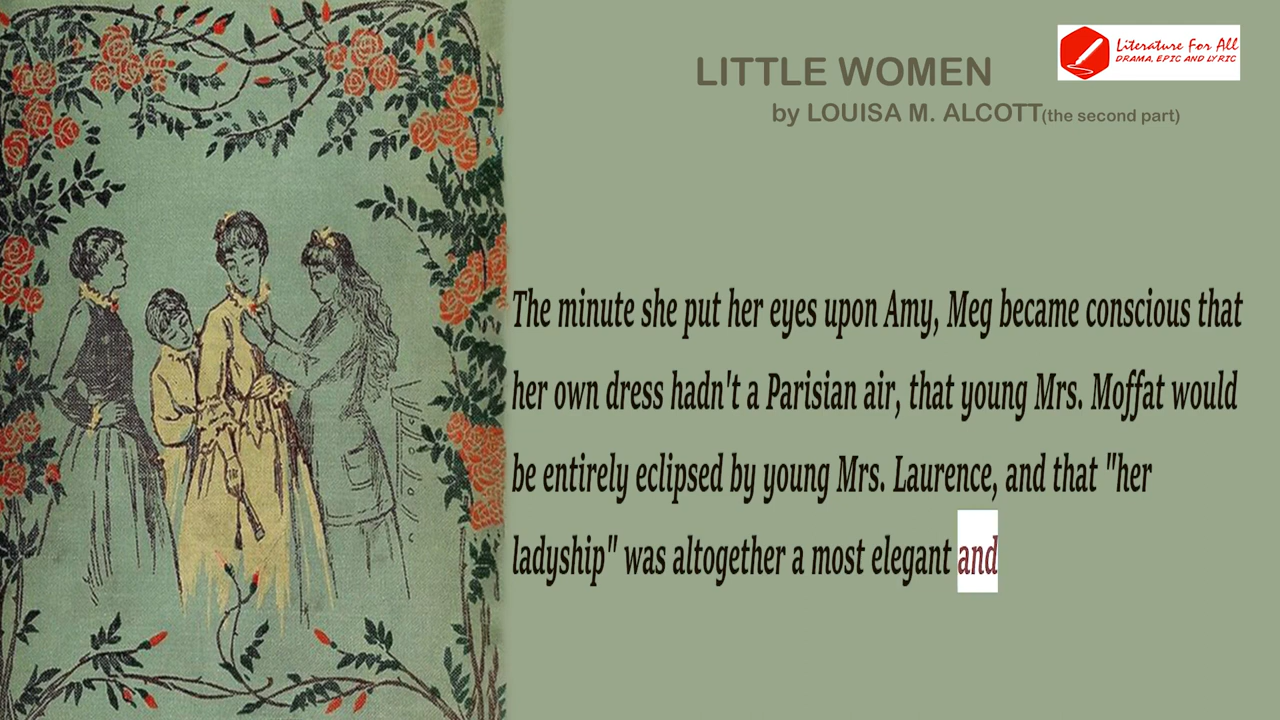 LITTLE WOMEN
by LOUISA M. ALCOTT(the second part)
Literature For All
DRAMA, EPIC AND LYRIC
The minute she put her eyes upon Amy, Meg became conscious that
her own dress hadn't a Parisian air, that young Mrs. Moffat would
be entirely eclipsed by young Mrs. Laurence, and that "her
ladyship" was altogether a most elegant and